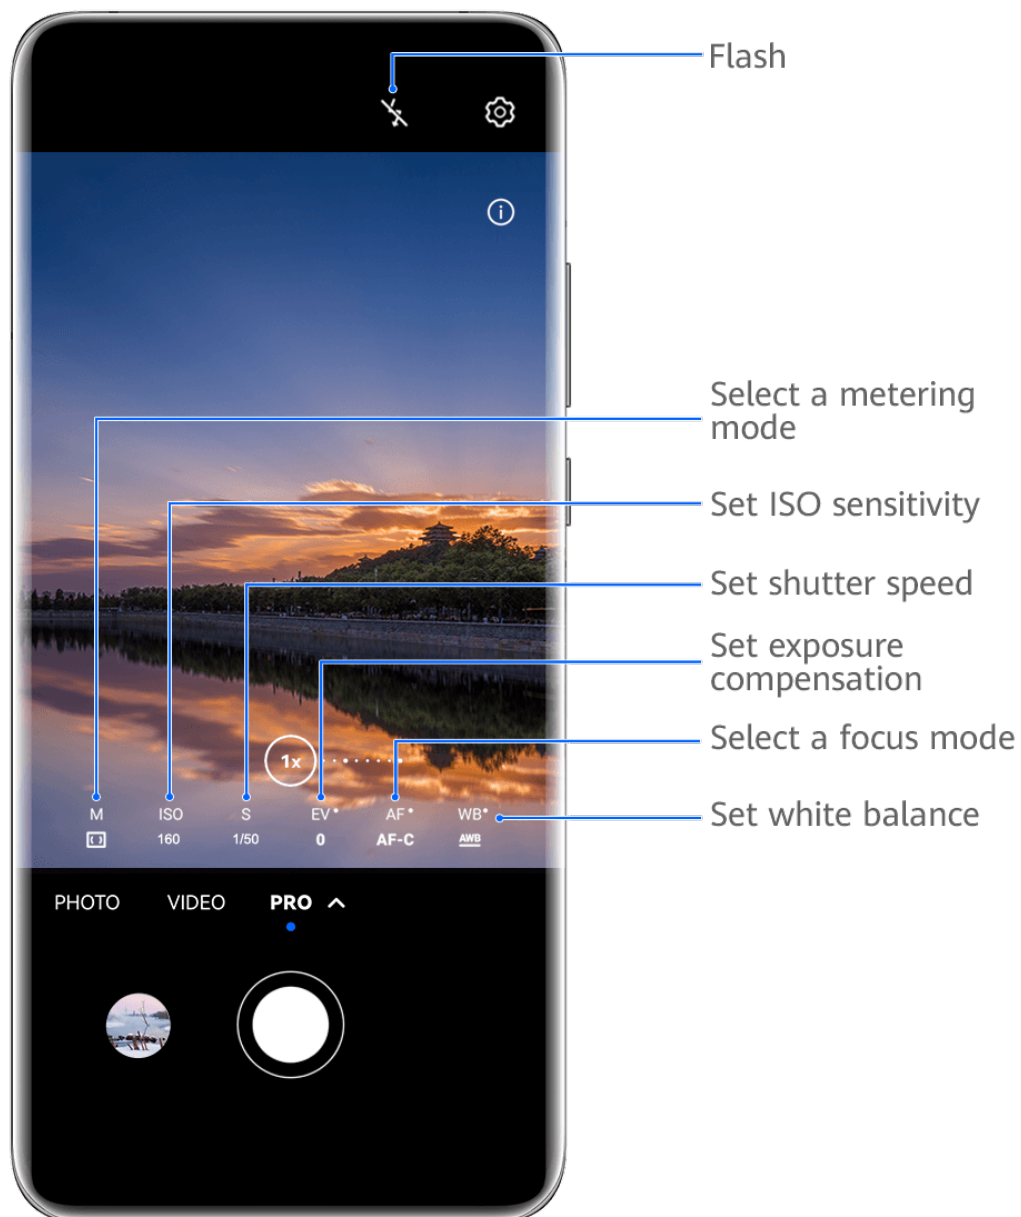 Flash
Select a metering
mode
Set ISO sensitivity
Set shutter speed
Set exposure
compensation
Select a focus mode
Set white balance
1x
M ISO S EV AF WB
160 1/50 0 AF-C AWB
PHOTO VIDEO PRO